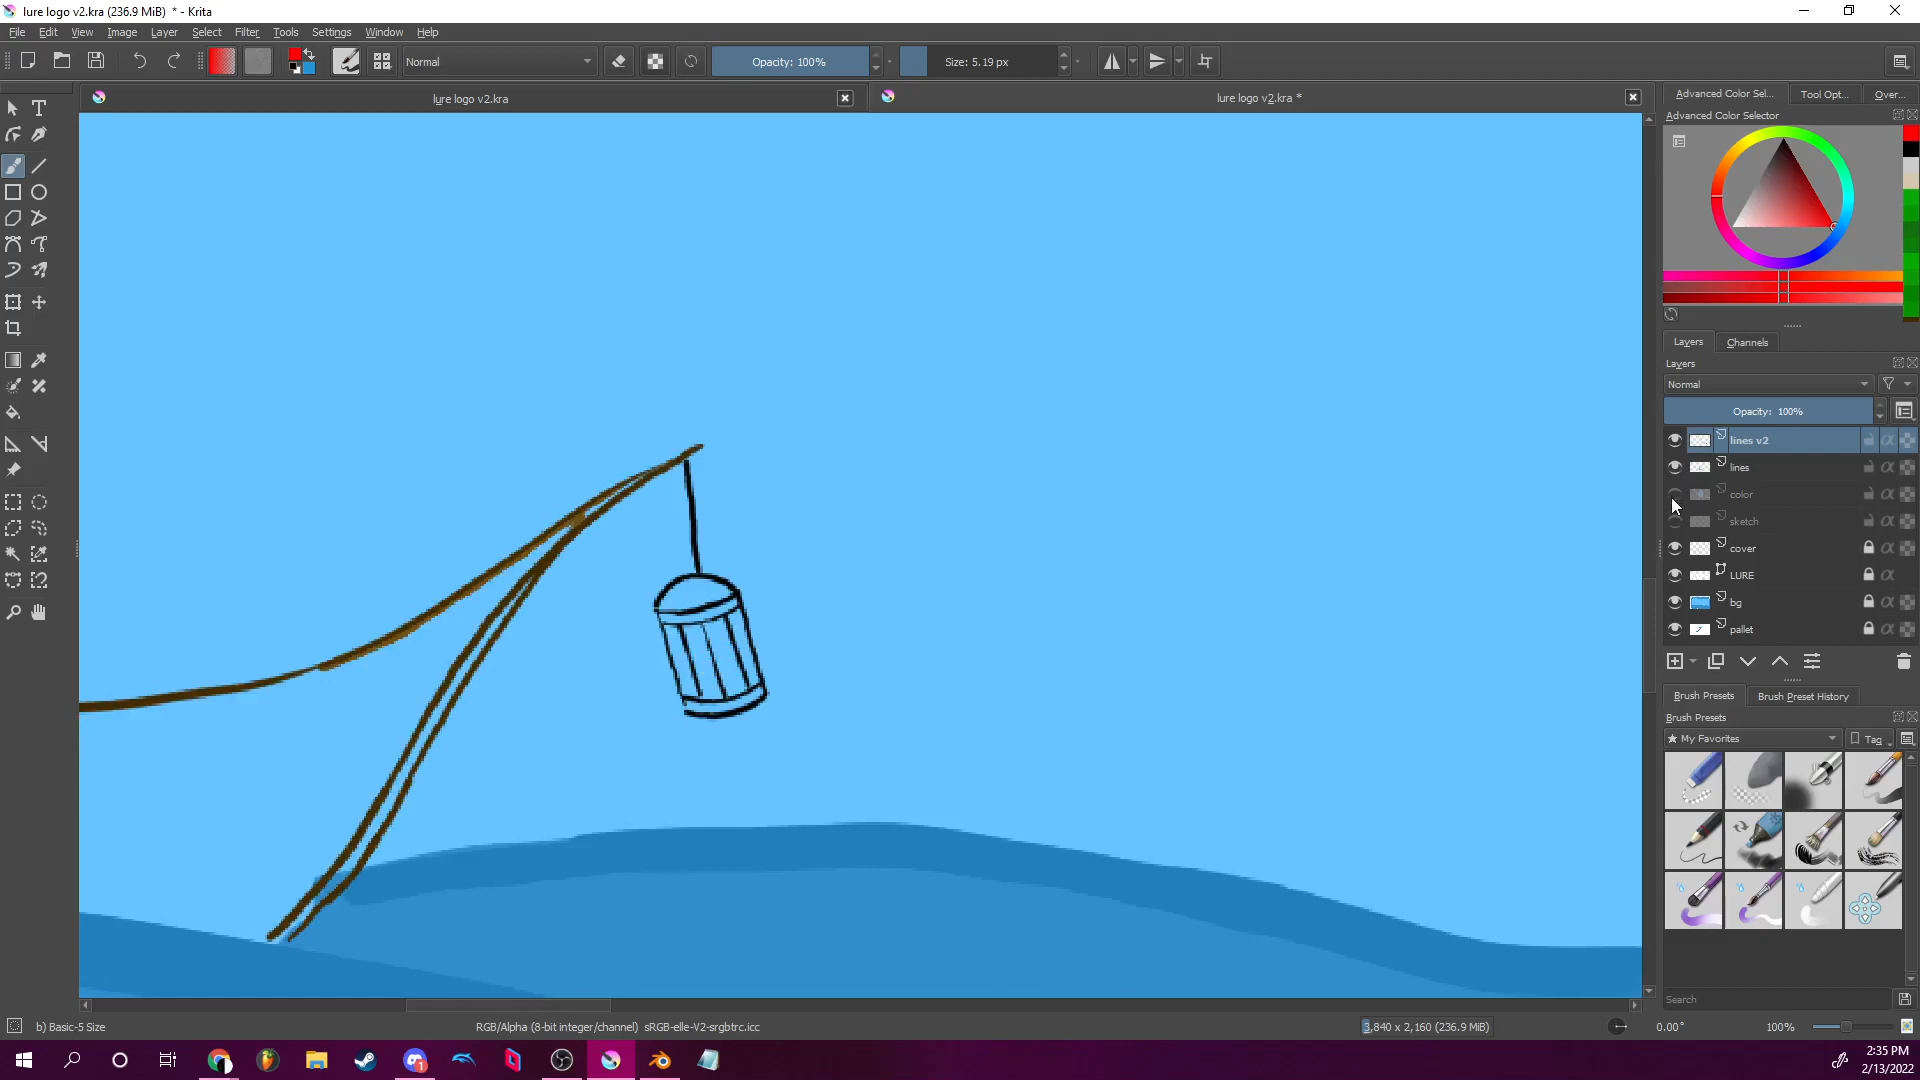 lure logo v2.kra (236.9 MiB)  * - Krita
File Edit View Image Layer Select Filter Tools Settings Window Help
Normal Opacity: 100% Size: 5.19 px
lure logo v2.kra
lure logo v2.kra *
Advanced Color Sel... Tool Opt... Over...
Advanced Color Selector
Layers Channels
Layers
Normal
Opacity: 100%
lines v2
lines
color
sketch
cover
LURE
bg
pallet
Brush Presets Brush Preset History
Brush Presets
★ My Favorites Tag
Search
b) Basic-5 Size RGB/Alpha (8-bit integer/channel) sRGB-elle-V2-srgbtrc.icc 3,840 x 2,160 (236.9 MiB) 0.00° 100%
1
2:35 PM
2/13/2022